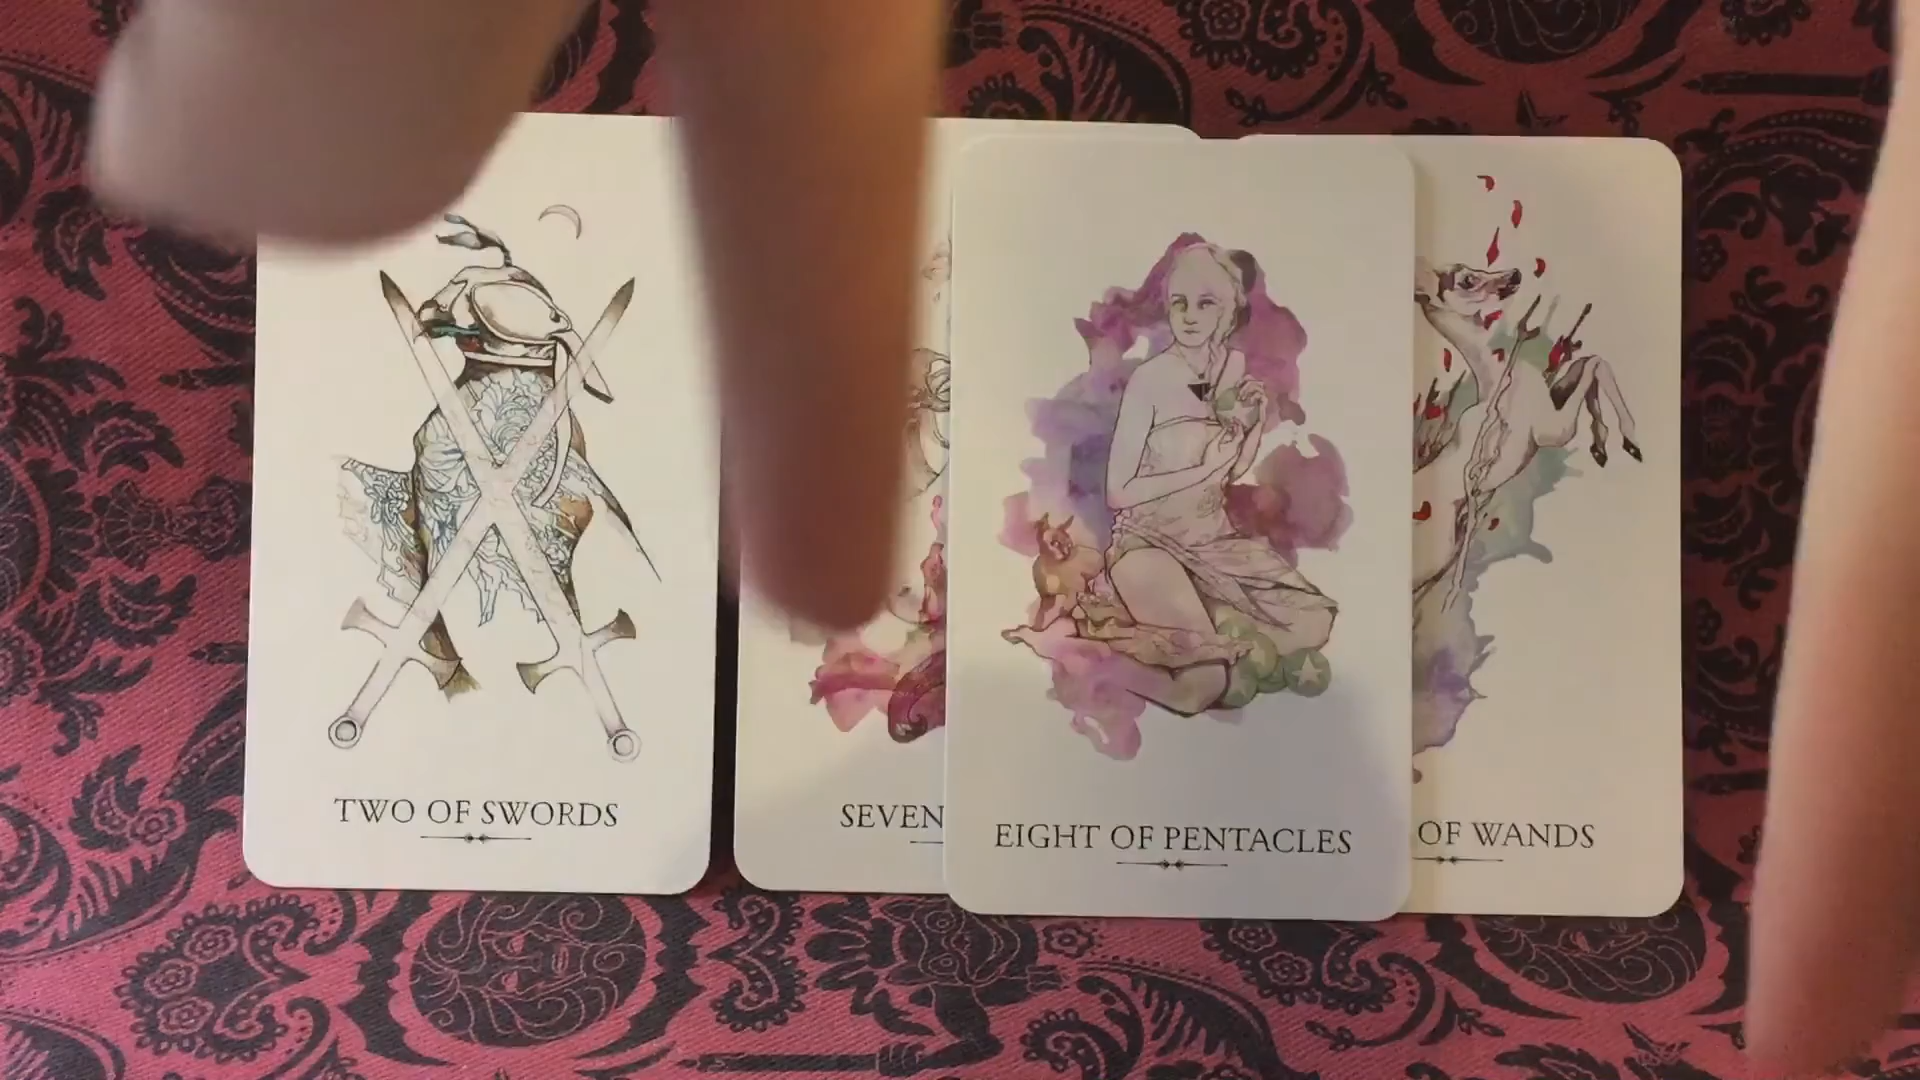 TWO OF SWORDS
SEVEN
EIGHT OF PENTACLES
OF WANDS